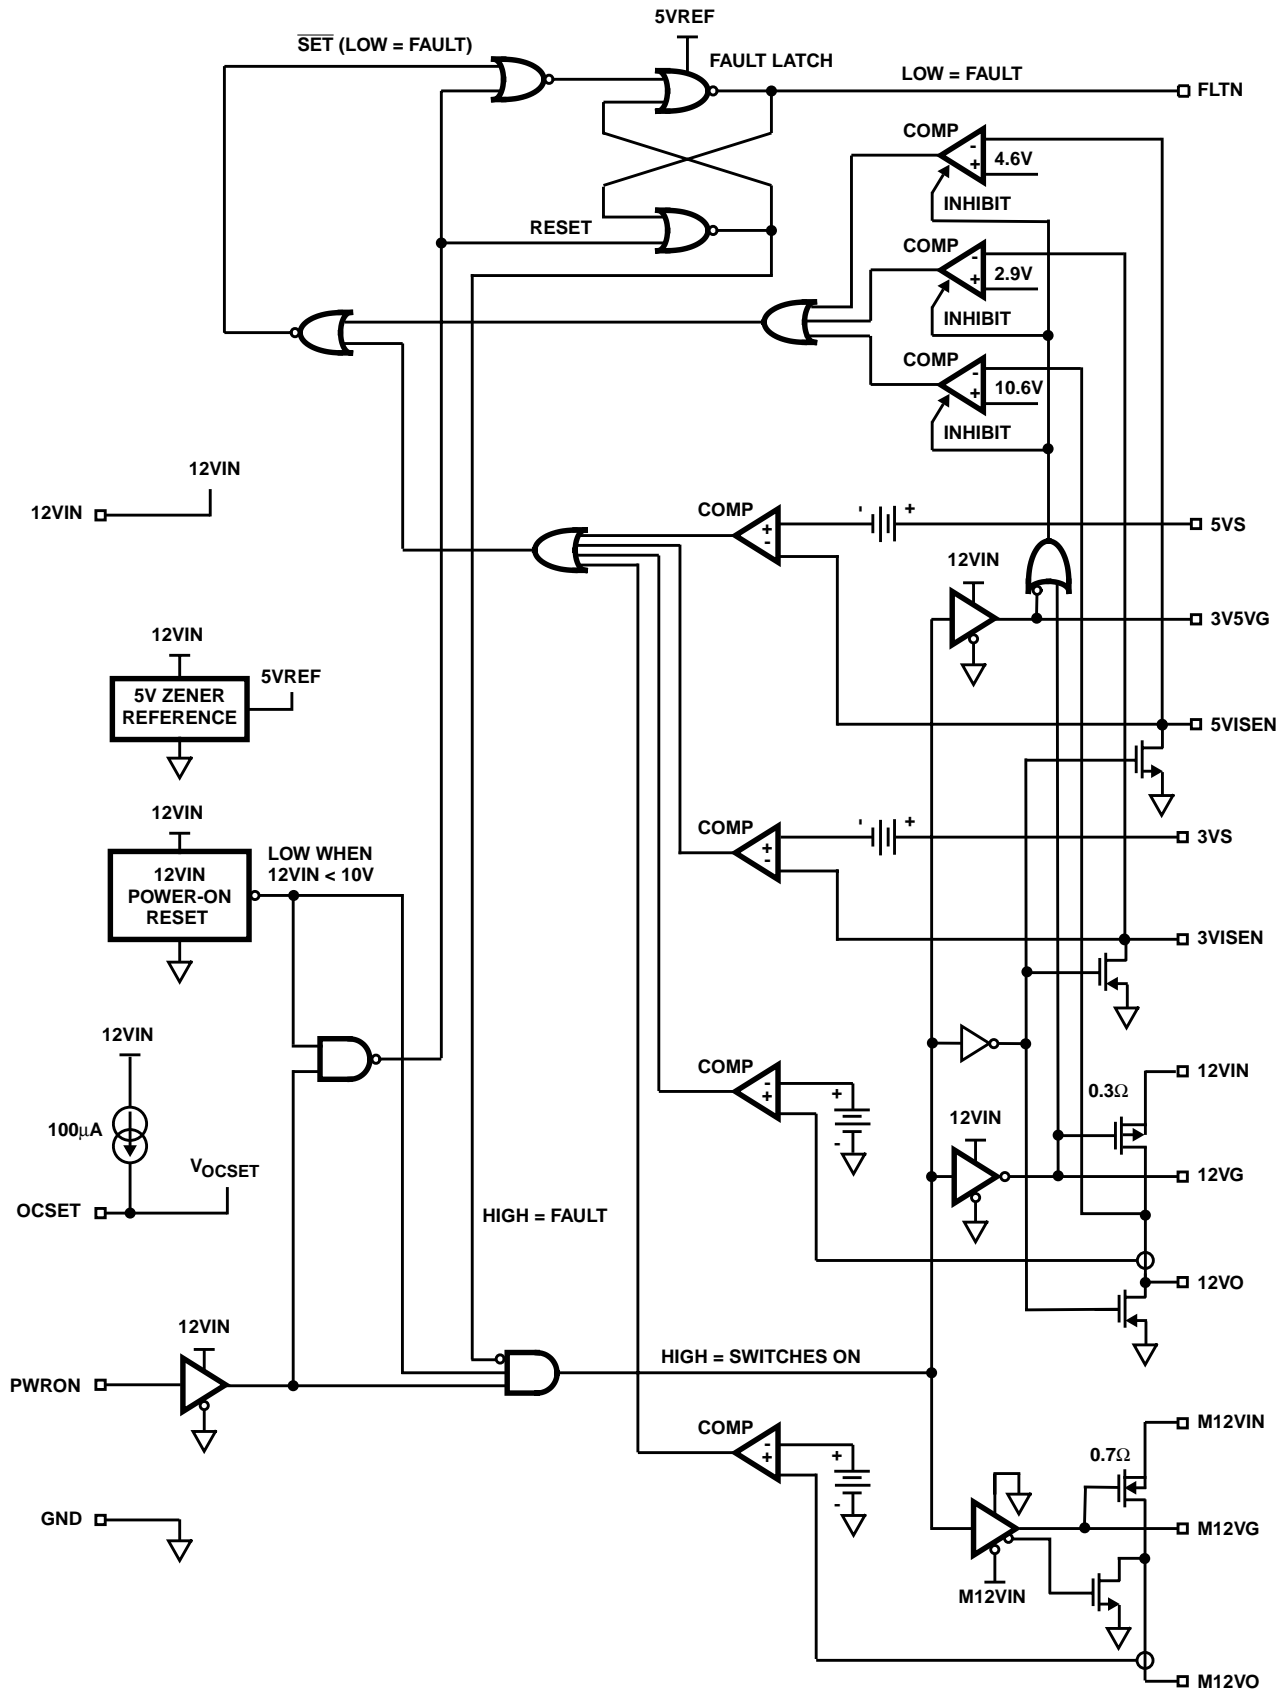 5VREF
SET (LOW = FAULT)
FAULT LATCH
LOW = FAULT
FLTN
COMP
-
+
4.6V
INHIBIT
RESET
COMP
-
+
2.9V
INHIBIT
COMP
-
+
10.6V
INHIBIT
12VIN
12VIN
COMP
+
-
- +
5VS
12VIN
3V5VG
12VIN
5VREF
5V ZENER
REFERENCE
5VISEN
12VIN
LOW WHEN
12VIN < 10V
12VIN
POWER-ON
RESET
COMP
+
-
- +
3VS
3VISEN
12VIN
100μA
VOCSET
OCSET
COMP
-
+
+
-
12VIN
0.3Ω
12VIN
12VG
HIGH = FAULT
12VO
12VIN
PWRON
HIGH = SWITCHES ON
COMP
-
+
+
-
M12VIN
0.7Ω
GND
M12VG
M12VIN
M12VO